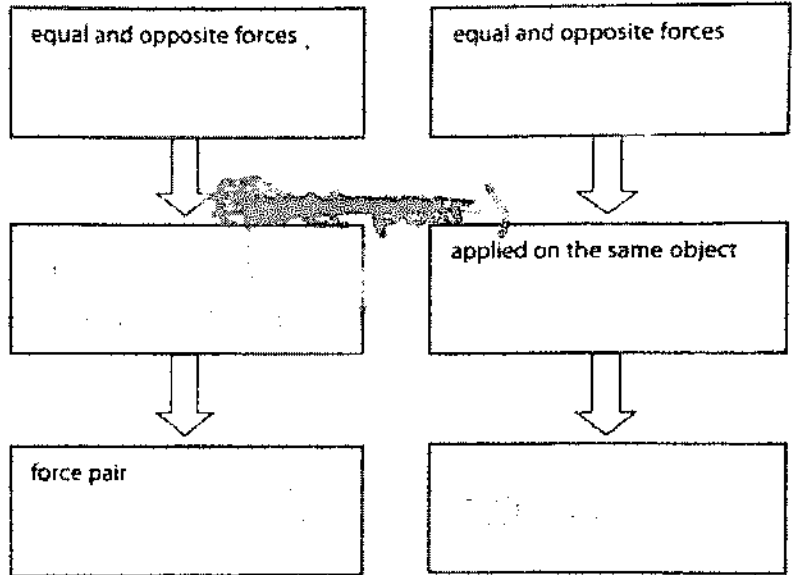 equal and opposite forces
equal and opposite forces
applied on the same object
force pair